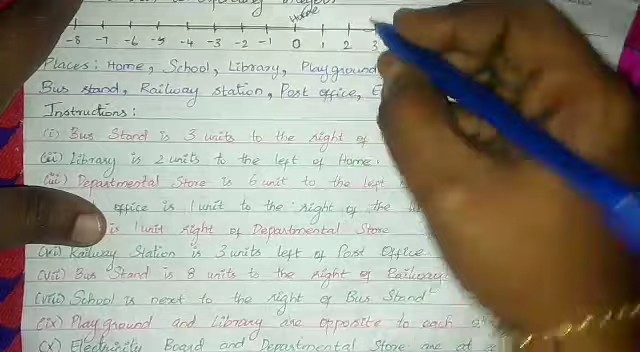 integers
Home
-8 -7 -6 -5 -4 -3 -2 -1 0 1 2 3
Places: Home, School, Library, Playground
Bus stand, Railway station, Post office, E
Instructions:
(i) Bus Stand is 3 units to the right of
(ii) Library is 2 units to the left of Home.
(iii) Departmental Store is 6 unit to the left
office is 1 unit to the right of the
is 1 unit right of Departmental Store
(vi) Railway Station is 3 units left of Post Office
(vii) Bus Stand is 8 units to the right of Railway
(viii) School is next to the right of Bus Stand
(ix) Playground and Library are opposite to each
(x) Electricity Board and Departmental Store are at